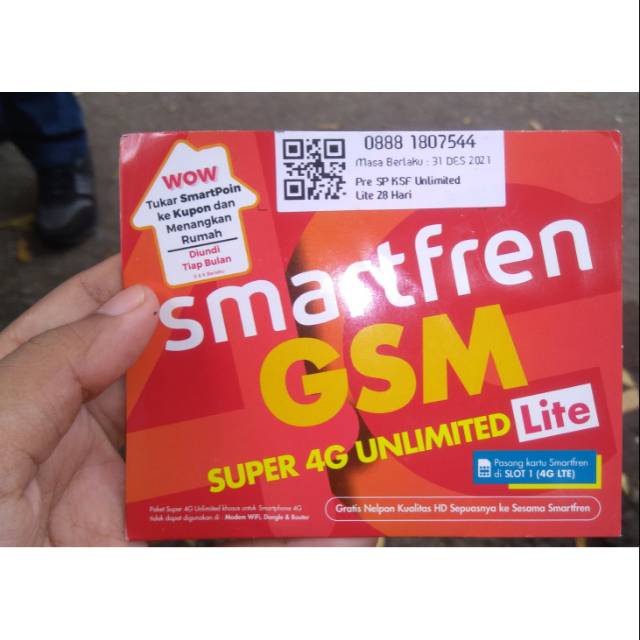 0888 1807544
Masa Berlaku : 31 DES 2021
Pre SP KSF Unlimited
Lite 28 Hari
WOW
Tukar SmartPoin
ke Kupon dan
Menangkan
Rumah
Diundi
Tiap Bulan
smartfren
GSM
SUPER 4G UNLIMITED Lite
Pasang kartu Smartfren
di SLOT 1 (4G LTE)
Paket Super 4G Unlimited khusus untuk Smartphone 4G
tidak dapat digunakan di : Modem WiFi, Dongle & Router
Gratis Nelpon Kualitas HD Sepuasnya ke Sesama Smartfren